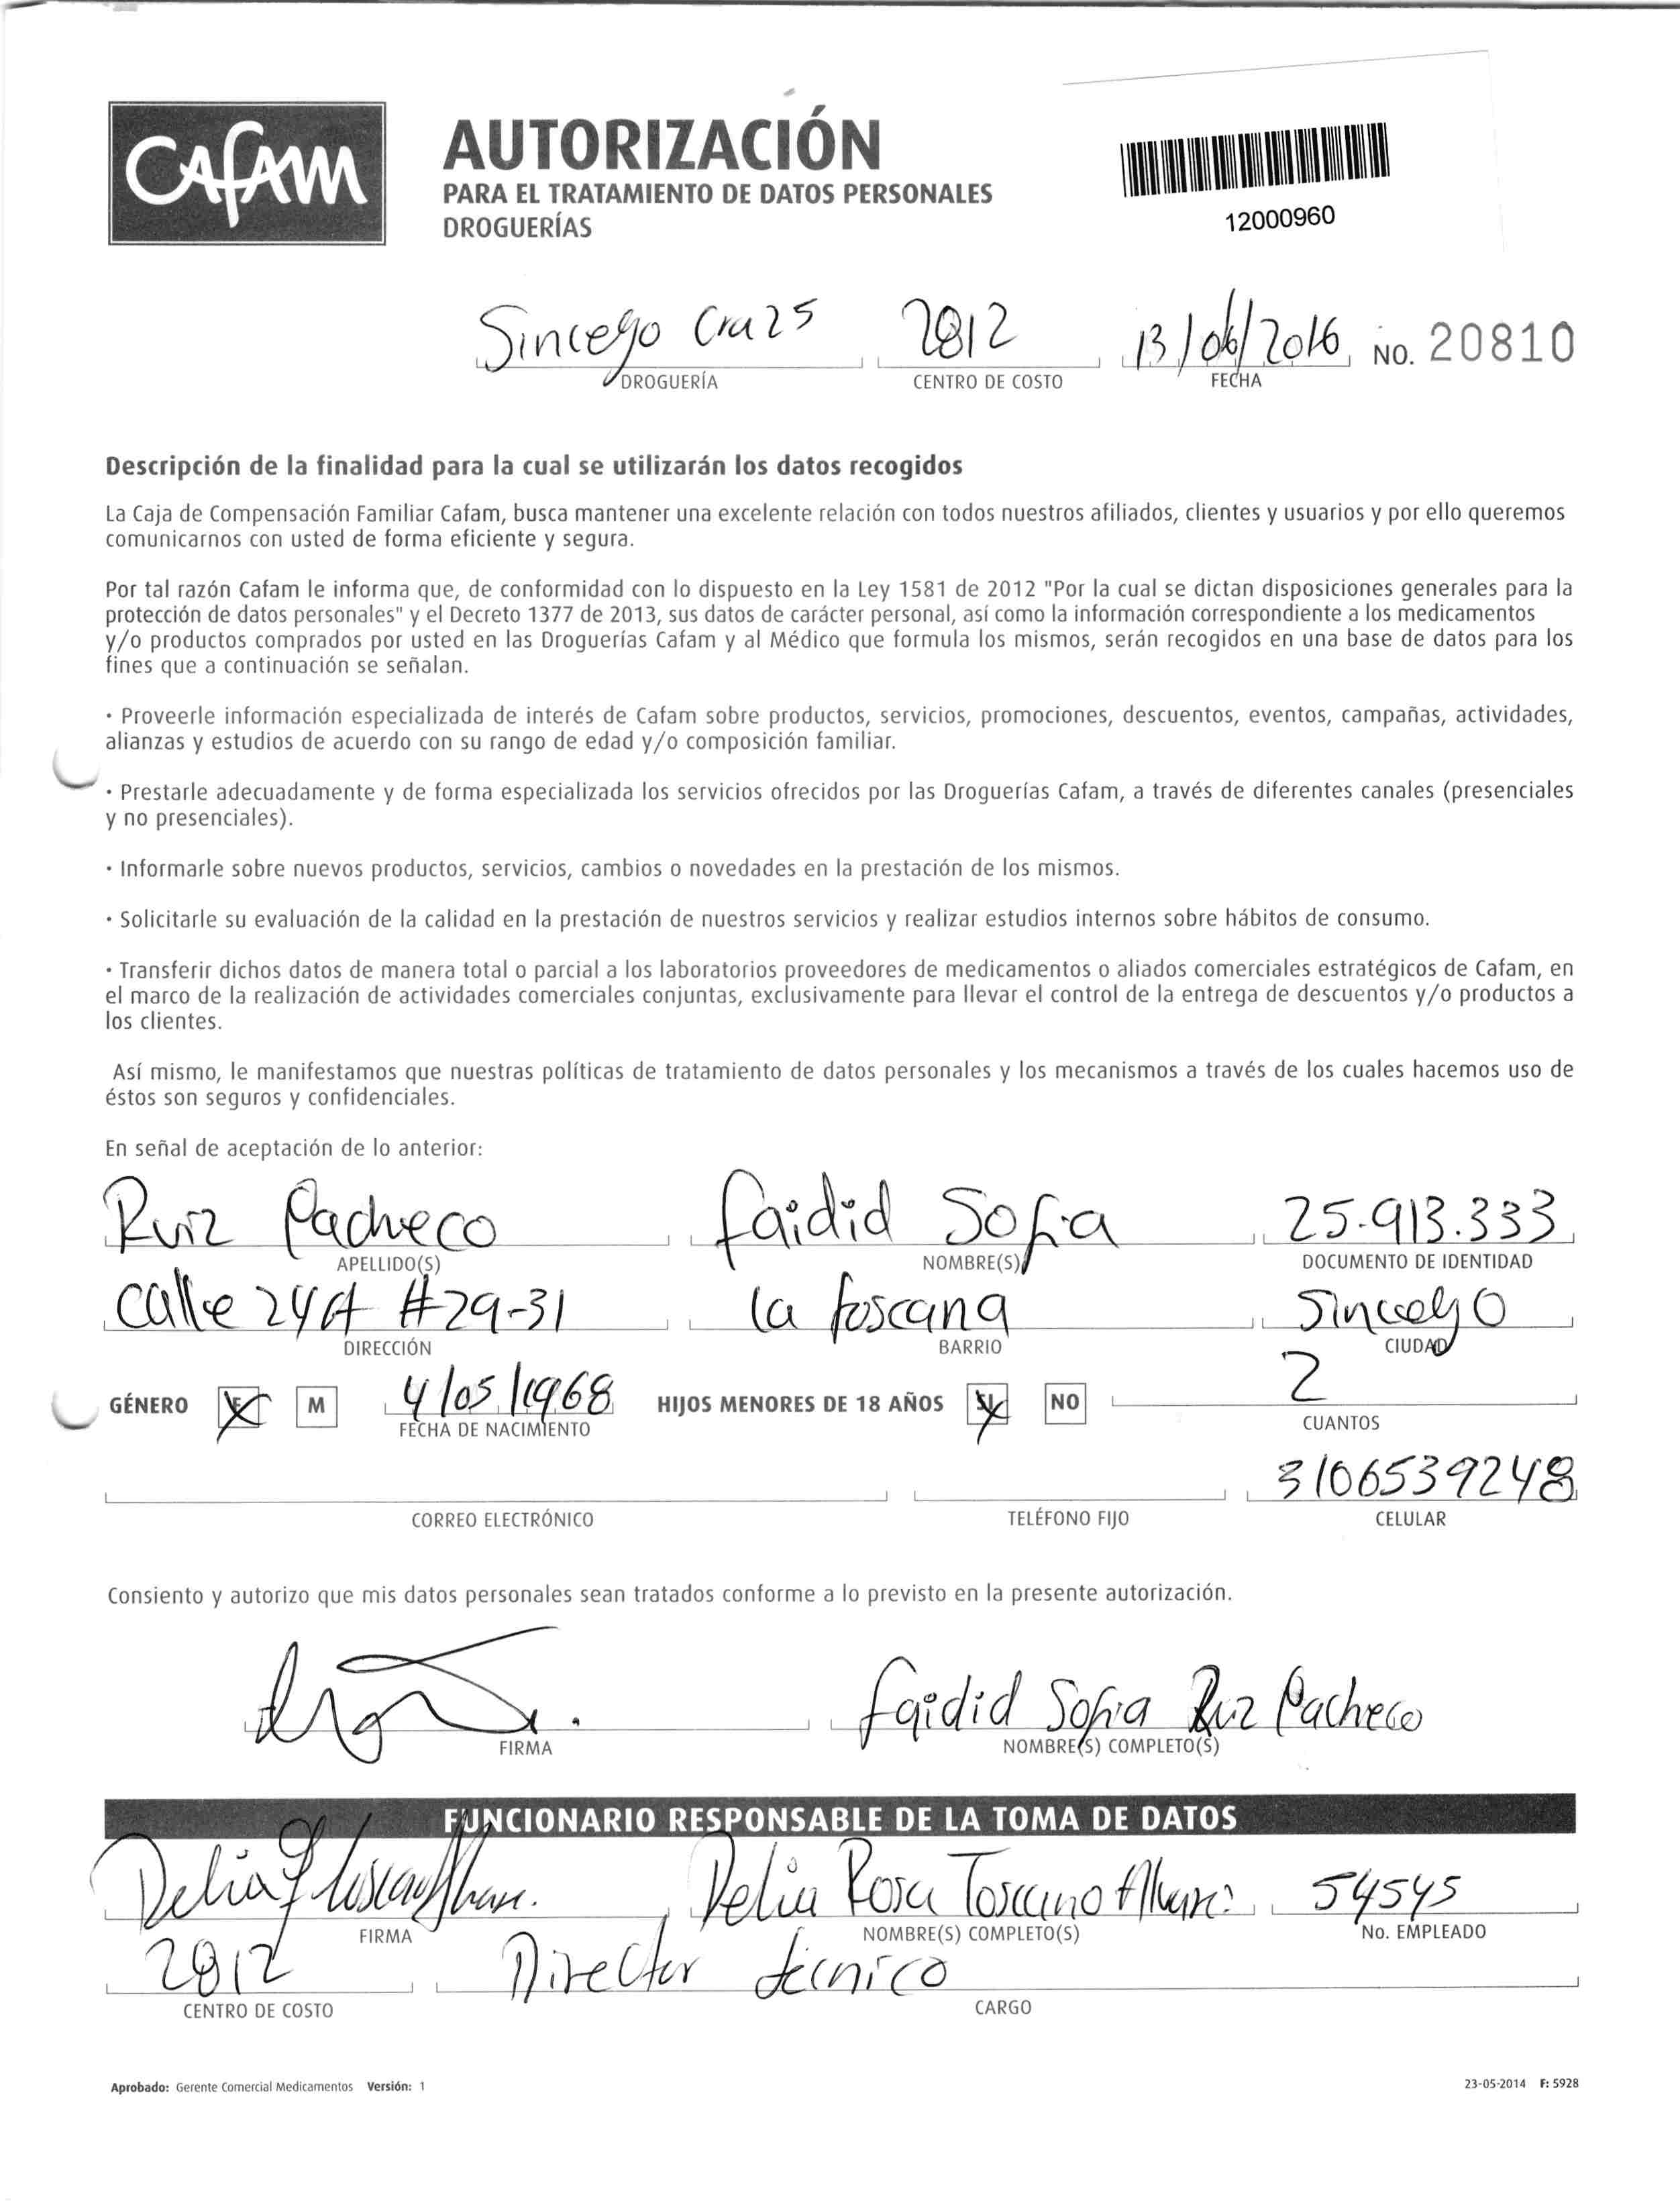 CAFAM
AUTORIZACIÓN
PARA EL TRATAMIENTO DE DATOS PERSONALES
DROGUERÍAS
12000960
Sincelejo Cra 25 2812 13/06/2016 NO. 20810
DROGUERÍA CENTRO DE COSTO FECHA
Descripción de la finalidad para la cual se utilizarán los datos recogidos
La Caja de Compensación Familiar Cafam, busca mantener una excelente relación con todos nuestros afiliados, clientes y usuarios y por ello queremos
comunicarnos con usted de forma eficiente y segura.
Por tal razón Cafam le informa que, de conformidad con lo dispuesto en la Ley 1581 de 2012 "Por la cual se dictan disposiciones generales para la
protección de datos personales" y el Decreto 1377 de 2013, sus datos de carácter personal, así como la información correspondiente a los medicamentos
y/o productos comprados por usted en las Droguerías Cafam y al Médico que formula los mismos, serán recogidos en una base de datos para los
fines que a continuación se señalan.
· Proveerle información especializada de interés de Cafam sobre productos, servicios, promociones, descuentos, eventos, campañas, actividades,
alianzas y estudios de acuerdo con su rango de edad y/o composición familiar.
· Prestarle adecuadamente y de forma especializada los servicios ofrecidos por las Droguerías Cafam, a través de diferentes canales (presenciales
y no presenciales).
· Informarle sobre nuevos productos, servicios, cambios o novedades en la prestación de los mismos.
· Solicitarle su evaluación de la calidad en la prestación de nuestros servicios y realizar estudios internos sobre hábitos de consumo.
· Transferir dichos datos de manera total o parcial a los laboratorios proveedores de medicamentos o aliados comerciales estratégicos de Cafam, en
el marco de la realización de actividades comerciales conjuntas, exclusivamente para llevar el control de la entrega de descuentos y/o productos a
los clientes.
Así mismo, le manifestamos que nuestras políticas de tratamiento de datos personales y los mecanismos a través de los cuales hacemos uso de
éstos son seguros y confidenciales.
En señal de aceptación de lo anterior:
Ruiz Pacheco faidid Sofia 25.913.333
APELLIDO(S) NOMBRE(S) DOCUMENTO DE IDENTIDAD
calle 24A #29-31 la toscana Sincelejo
DIRECCIÓN BARRIO CIUDAD
GÉNERO F M 4/05/1968 HIJOS MENORES DE 18 AÑOS SI NO 2
FECHA DE NACIMIENTO CUANTOS
3106539248
CORREO ELECTRÓNICO TELÉFONO FIJO CELULAR
Consiento y autorizo que mis datos personales sean tratados conforme a lo previsto en la presente autorización.
faidid Sofia Ruiz Pacheco
FIRMA NOMBRE(S) COMPLETO(S)
FUNCIONARIO RESPONSABLE DE LA TOMA DE DATOS
Delia Delia Rosa Toscano 54545
FIRMA NOMBRE(S) COMPLETO(S) No. EMPLEADO
2812 Director técnico
CENTRO DE COSTO CARGO
Aprobado: Gerente Comercial Medicamentos Versión: 1 23-05-2014 F: 5928